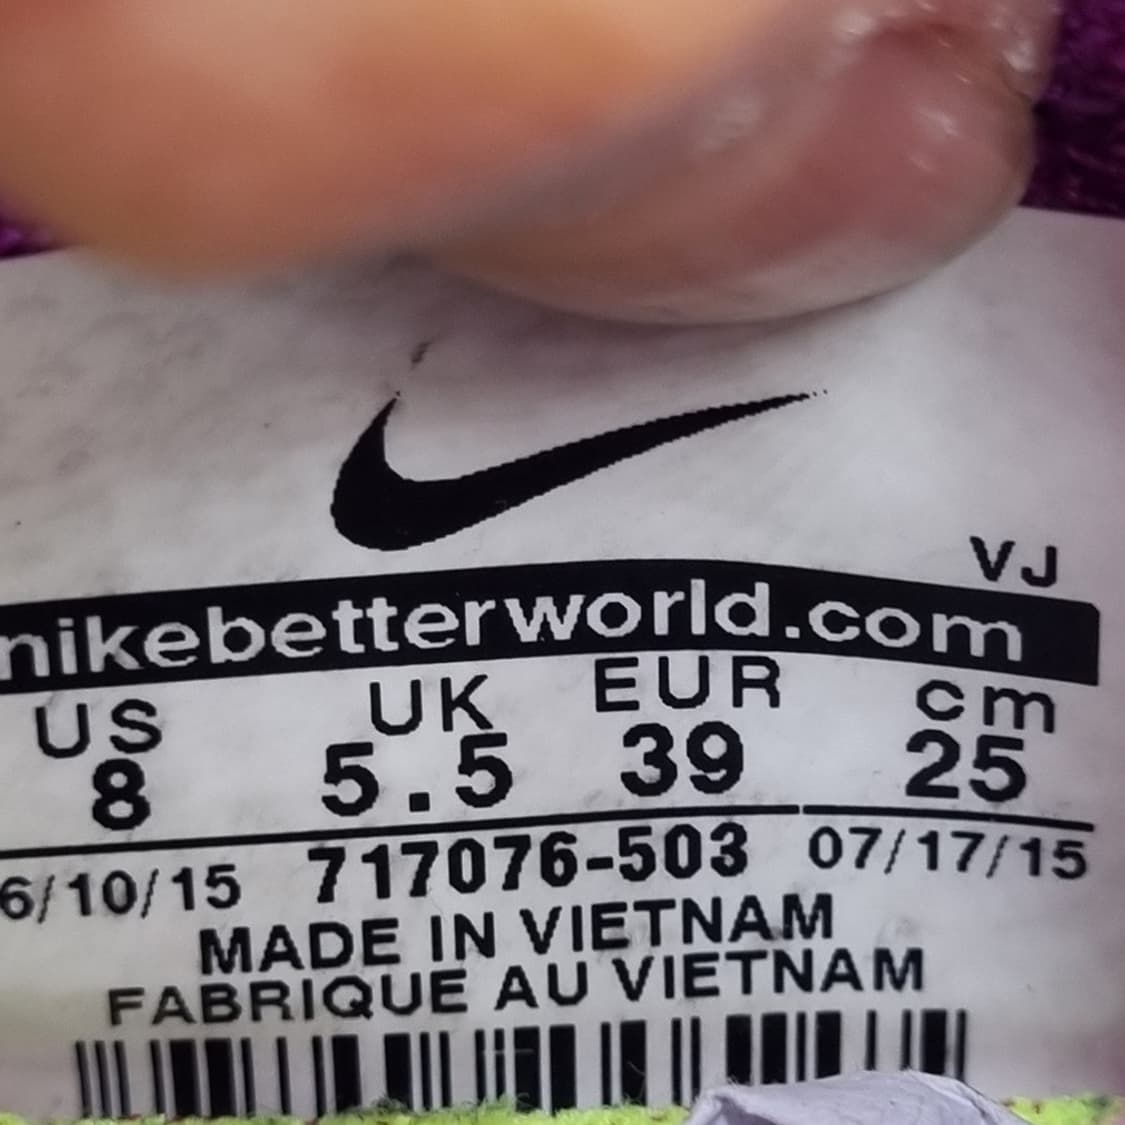 VJ
nikebetterworld.com
US UK EUR cm
8 5.5 39 25
6/10/15 717076-503 07/17/15
MADE IN VIETNAM
FABRIQUE AU VIETNAM